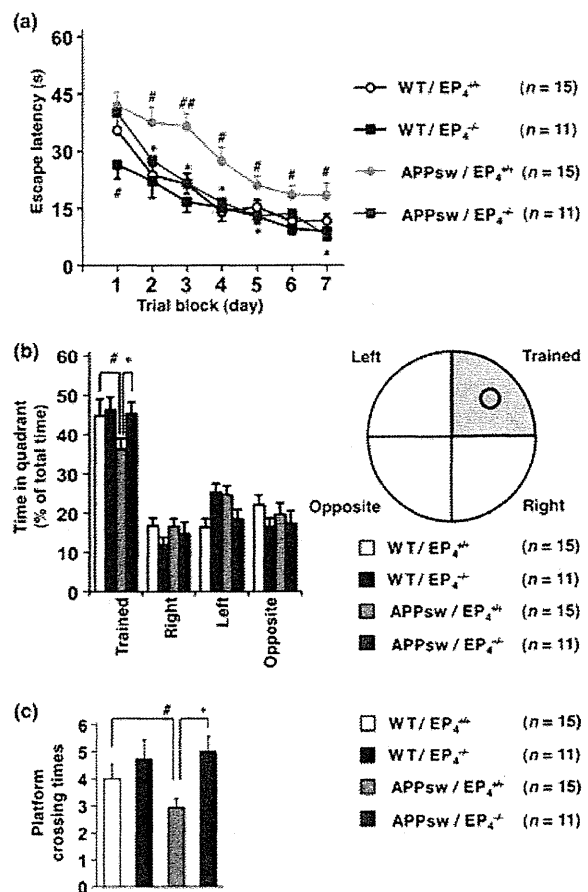 (a)
Escape latency (s)
60
45
30
15
0
# ## # # # #
#
* * * * *
1 2 3 4 5 6 7
Trial block (day)
WT / EP4+/+ (n = 15)
WT / EP4-/- (n = 11)
APPsw / EP4+/+ (n = 15)
APPsw / EP4-/- (n = 11)
(b)
Time in quadrant
(% of total time)
60
50
40
30
20
10
0
# *
Trained
Right
Left
Opposite
Left
Trained
Opposite
Right
WT / EP4+/+ (n = 15)
WT / EP4-/- (n = 11)
APPsw / EP4+/+ (n = 15)
APPsw / EP4-/- (n = 11)
(c)
Platform
crossing times
6
5
4
3
2
1
0
# *
WT / EP4+/+ (n = 15)
WT / EP4-/- (n = 11)
APPsw / EP4+/+ (n = 15)
APPsw / EP4-/- (n = 11)